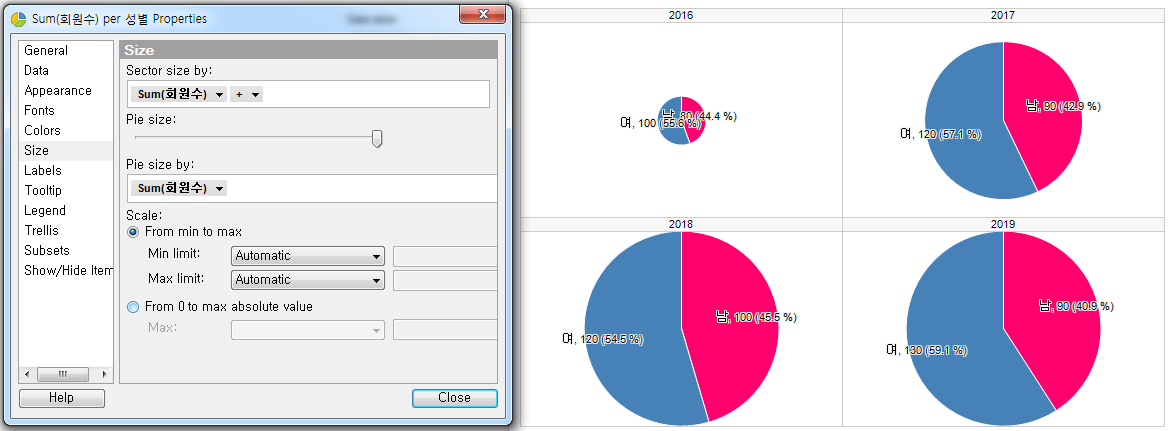 Sum(회원수) per 성별 Properties
General
Data
Appearance
Fonts
Colors
Size
Labels
Tooltip
Legend
Trellis
Subsets
Show/Hide Item
Size
Sector size by:
Sum(회원수) +
Pie size:
Pie size by:
Sum(회원수)
Scale:
From min to max
Min limit: Automatic
Max limit: Automatic
From 0 to max absolute value
Max:
Help
Close
2016
남, 80 (44.4 %)
여, 100 (55.6 %)
2017
남, 90 (42.9 %)
여, 120 (57.1 %)
2018
남, 100 (45.5 %)
여, 120 (54.5 %)
2019
남, 90 (40.9 %)
여, 130 (59.1 %)